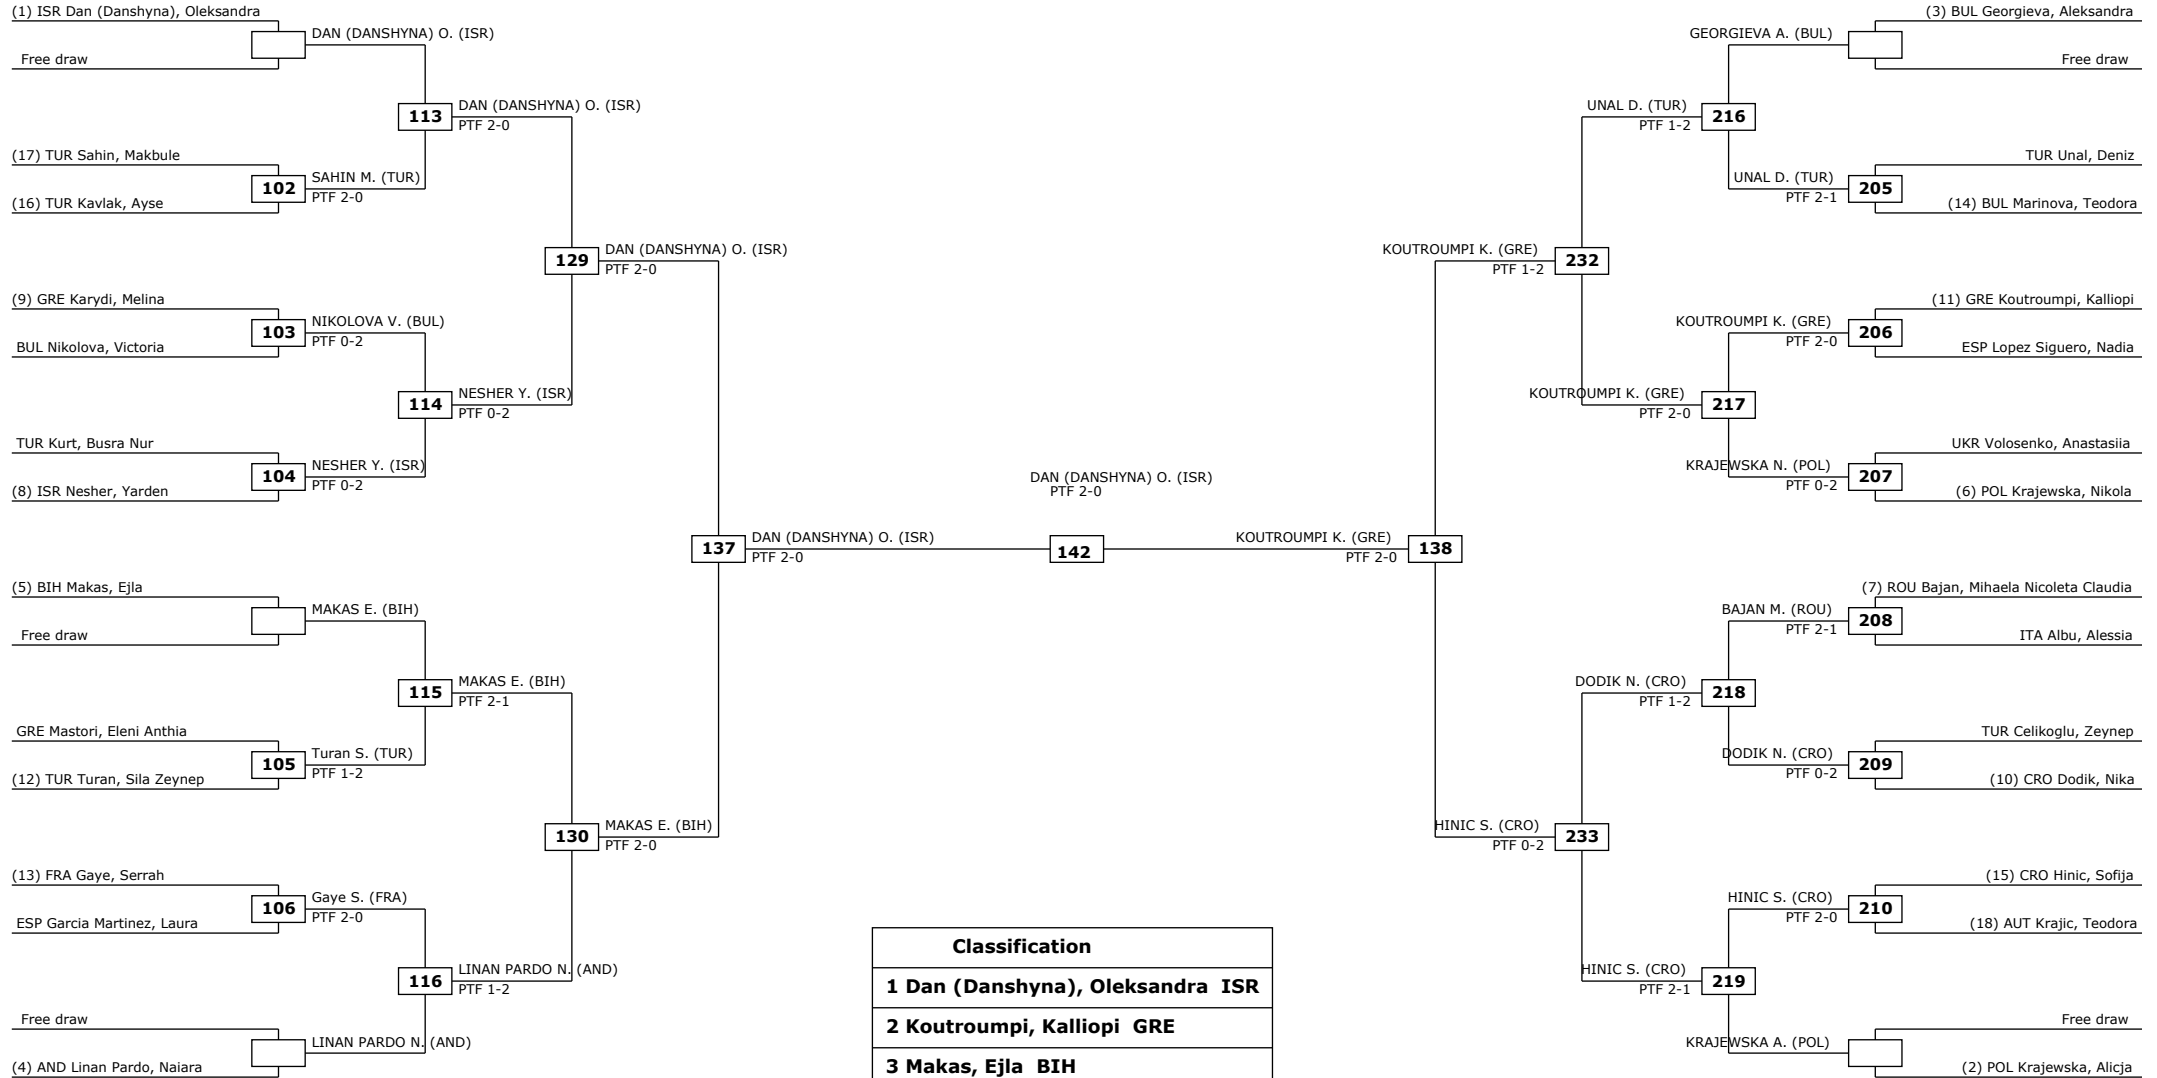 (1) ISR Dan (Danshyna), Oleksandra
DAN (DANSHYNA) O. (ISR)
Free draw
113
DAN (DANSHYNA) O. (ISR)
PTF 2-0
(17) TUR Sahin, Makbule
102
SAHIN M. (TUR)
PTF 2-0
(16) TUR Kavlak, Ayse
129
DAN (DANSHYNA) O. (ISR)
PTF 2-0
(9) GRE Karydi, Melina
103
NIKOLOVA V. (BUL)
PTF 0-2
BUL Nikolova, Victoria
114
NESHER Y. (ISR)
PTF 0-2
TUR Kurt, Busra Nur
104
NESHER Y. (ISR)
PTF 0-2
(8) ISR Nesher, Yarden
137
DAN (DANSHYNA) O. (ISR)
PTF 2-0
(5) BIH Makas, Ejla
MAKAS E. (BIH)
Free draw
115
MAKAS E. (BIH)
PTF 2-1
GRE Mastori, Eleni Anthia
105
Turan S. (TUR)
PTF 1-2
(12) TUR Turan, Sila Zeynep
130
MAKAS E. (BIH)
PTF 2-0
(13) FRA Gaye, Serrah
106
Gaye S. (FRA)
PTF 2-0
ESP Garcia Martinez, Laura
116
LINAN PARDO N. (AND)
PTF 1-2
Free draw
LINAN PARDO N. (AND)
(4) AND Linan Pardo, Naiara
DAN (DANSHYNA) O. (ISR)
PTF 2-0
142
(3) BUL Georgieva, Aleksandra
GEORGIEVA A. (BUL)
Free draw
UNAL D. (TUR)
PTF 1-2
216
TUR Unal, Deniz
UNAL D. (TUR)
PTF 2-1
205
(14) BUL Marinova, Teodora
KOUTROUMPI K. (GRE)
PTF 1-2
232
(11) GRE Koutroumpi, Kalliopi
KOUTROUMPI K. (GRE)
PTF 2-0
206
ESP Lopez Siguero, Nadia
KOUTROUMPI K. (GRE)
PTF 2-0
217
UKR Volosenko, Anastasiia
KRAJEWSKA N. (POL)
PTF 0-2
207
(6) POL Krajewska, Nikola
KOUTROUMPI K. (GRE)
PTF 2-0
138
(7) ROU Bajan, Mihaela Nicoleta Claudia
BAJAN M. (ROU)
PTF 2-1
208
ITA Albu, Alessia
DODIK N. (CRO)
PTF 1-2
218
TUR Celikoglu, Zeynep
DODIK N. (CRO)
PTF 0-2
209
(10) CRO Dodik, Nika
HINIC S. (CRO)
PTF 0-2
233
(15) CRO Hinic, Sofija
HINIC S. (CRO)
PTF 2-0
210
(18) AUT Krajic, Teodora
HINIC S. (CRO)
PTF 2-1
219
Free draw
KRAJEWSKA A. (POL)
(2) POL Krajewska, Alicja
Classification
1 Dan (Danshyna), Oleksandra ISR
2 Koutroumpi, Kalliopi GRE
3 Makas, Ejla BIH